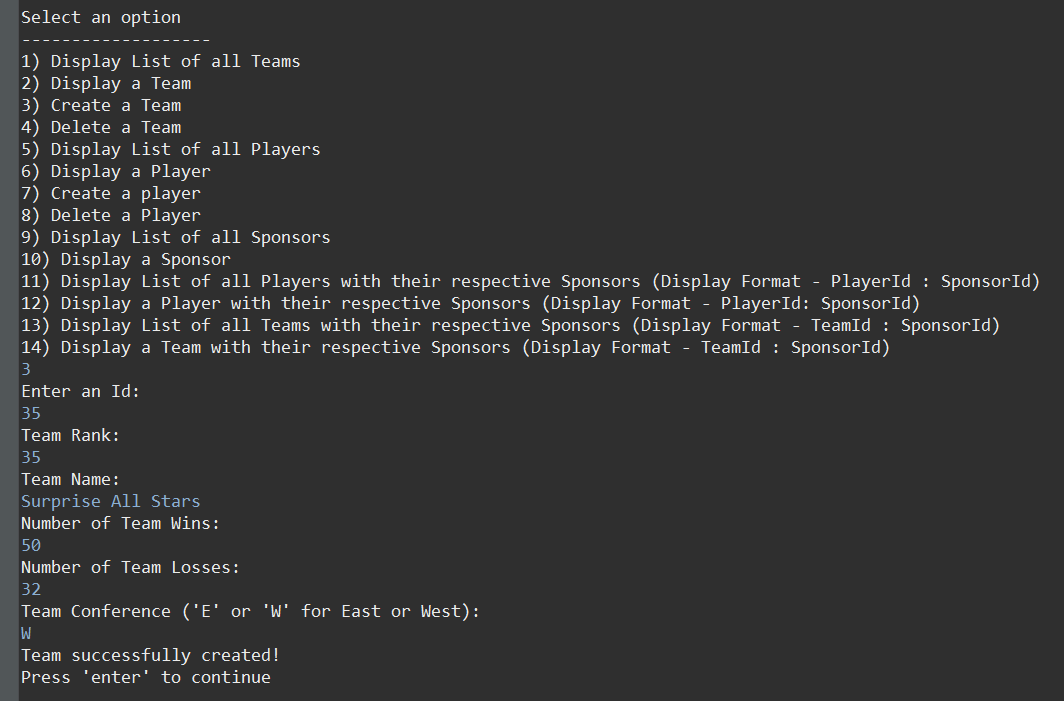 Select an option
-------------------
1) Display List of all Teams
2) Display a Team
3) Create a Team
4) Delete a Team
5) Display List of all Players
6) Display a Player
7) Create a player
8) Delete a Player
9) Display List of all Sponsors
10) Display a Sponsor
11) Display List of all Players with their respective Sponsors (Display Format - PlayerId : SponsorId)
12) Display a Player with their respective Sponsors (Display Format - PlayerId: SponsorId)
13) Display List of all Teams with their respective Sponsors (Display Format - TeamId : SponsorId)
14) Display a Team with their respective Sponsors (Display Format - TeamId : SponsorId)
3
Enter an Id:
35
Team Rank:
35
Team Name:
Surprise All Stars
Number of Team Wins:
50
Number of Team Losses:
32
Team Conference ('E' or 'W' for East or West):
W
Team successfully created!
Press 'enter' to continue